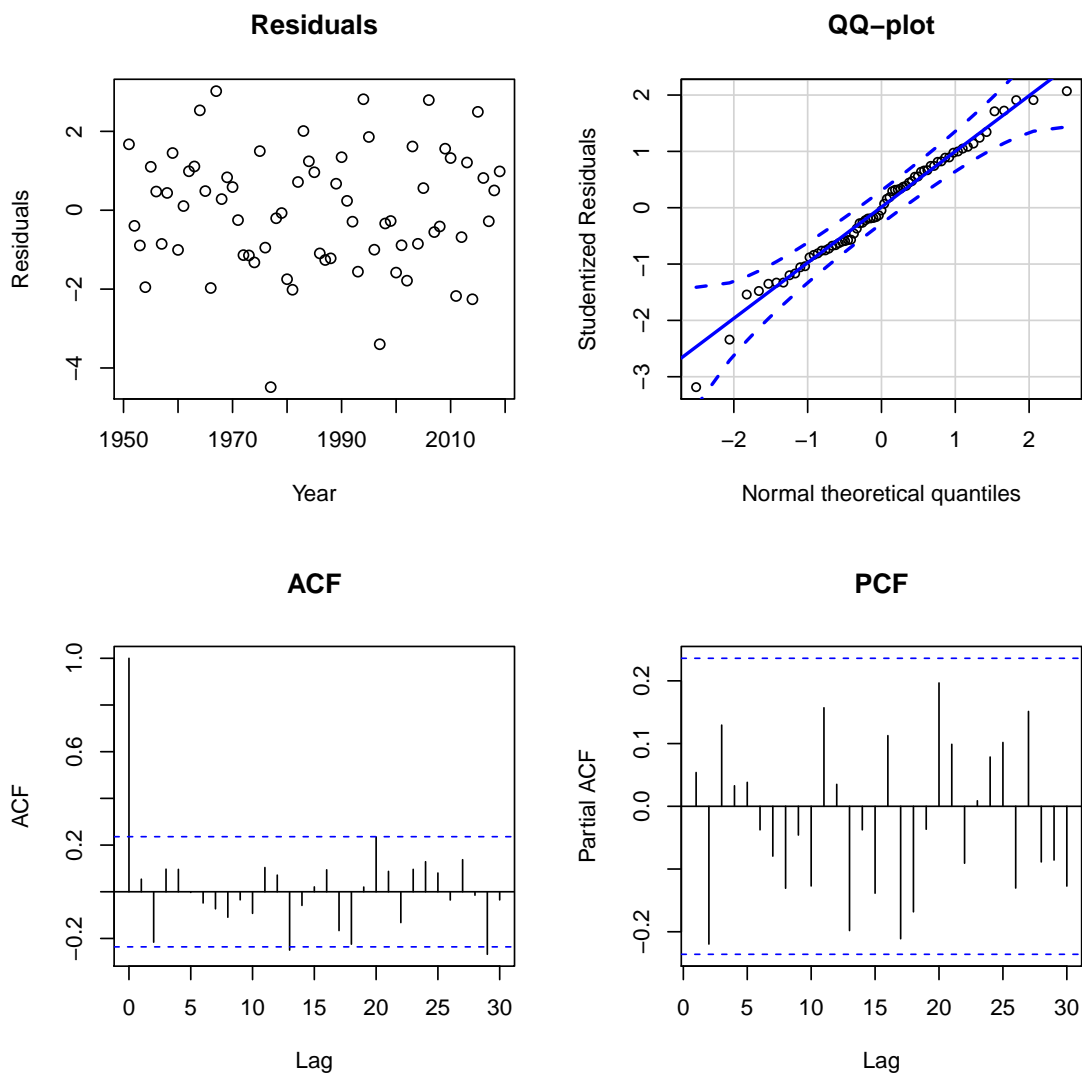 Residuals
Residuals
2
0
−2
−4
1950 1970 1990 2010
Year
QQ−plot
Studentized Residuals
2
1
0
−1
−2
−3
−2 −1 0 1 2
Normal theoretical quantiles
ACF
ACF
1.0
0.6
0.2
−0.2
0 5 10 15 20 25 30
Lag
PCF
Partial ACF
0.2
0.1
0.0
−0.2
0 5 10 15 20 25 30
Lag